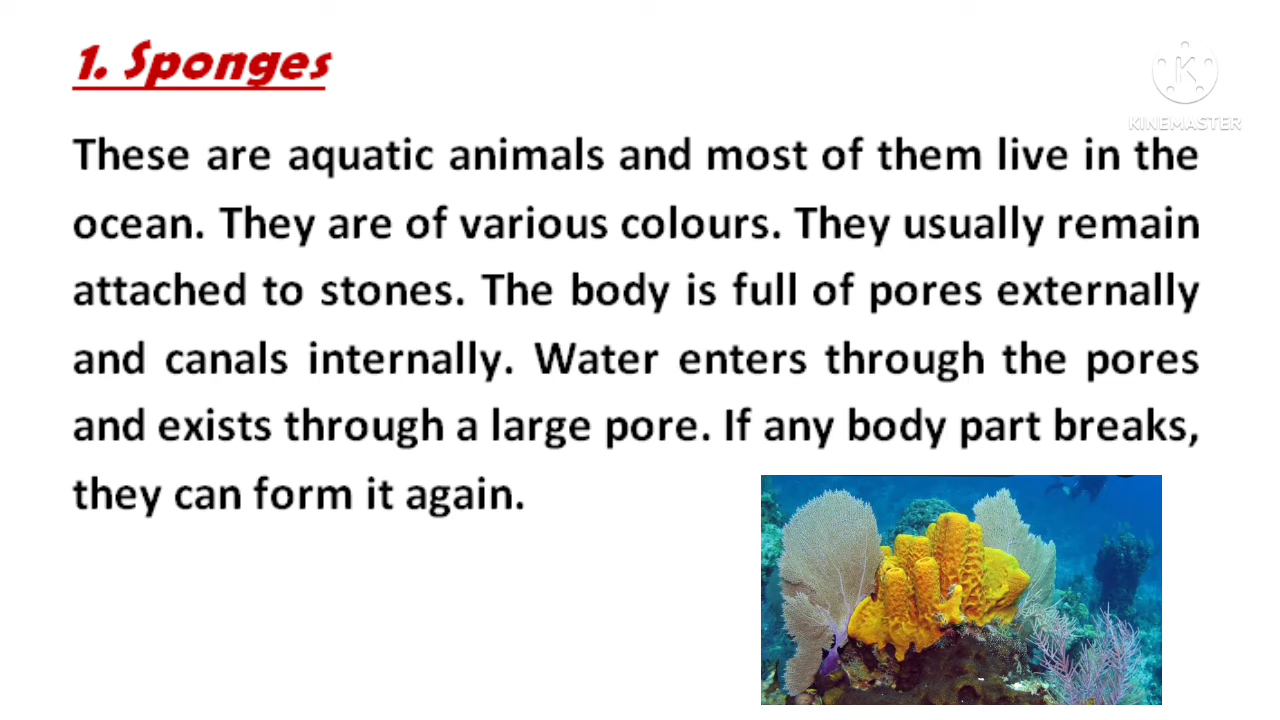 1. Sponges
KINEMASTER
These are aquatic animals and most of them live in the
ocean. They are of various colours. They usually remain
attached to stones. The body is full of pores externally
and canals internally. Water enters through the pores
and exists through a large pore. If any body part breaks,
they can form it again.